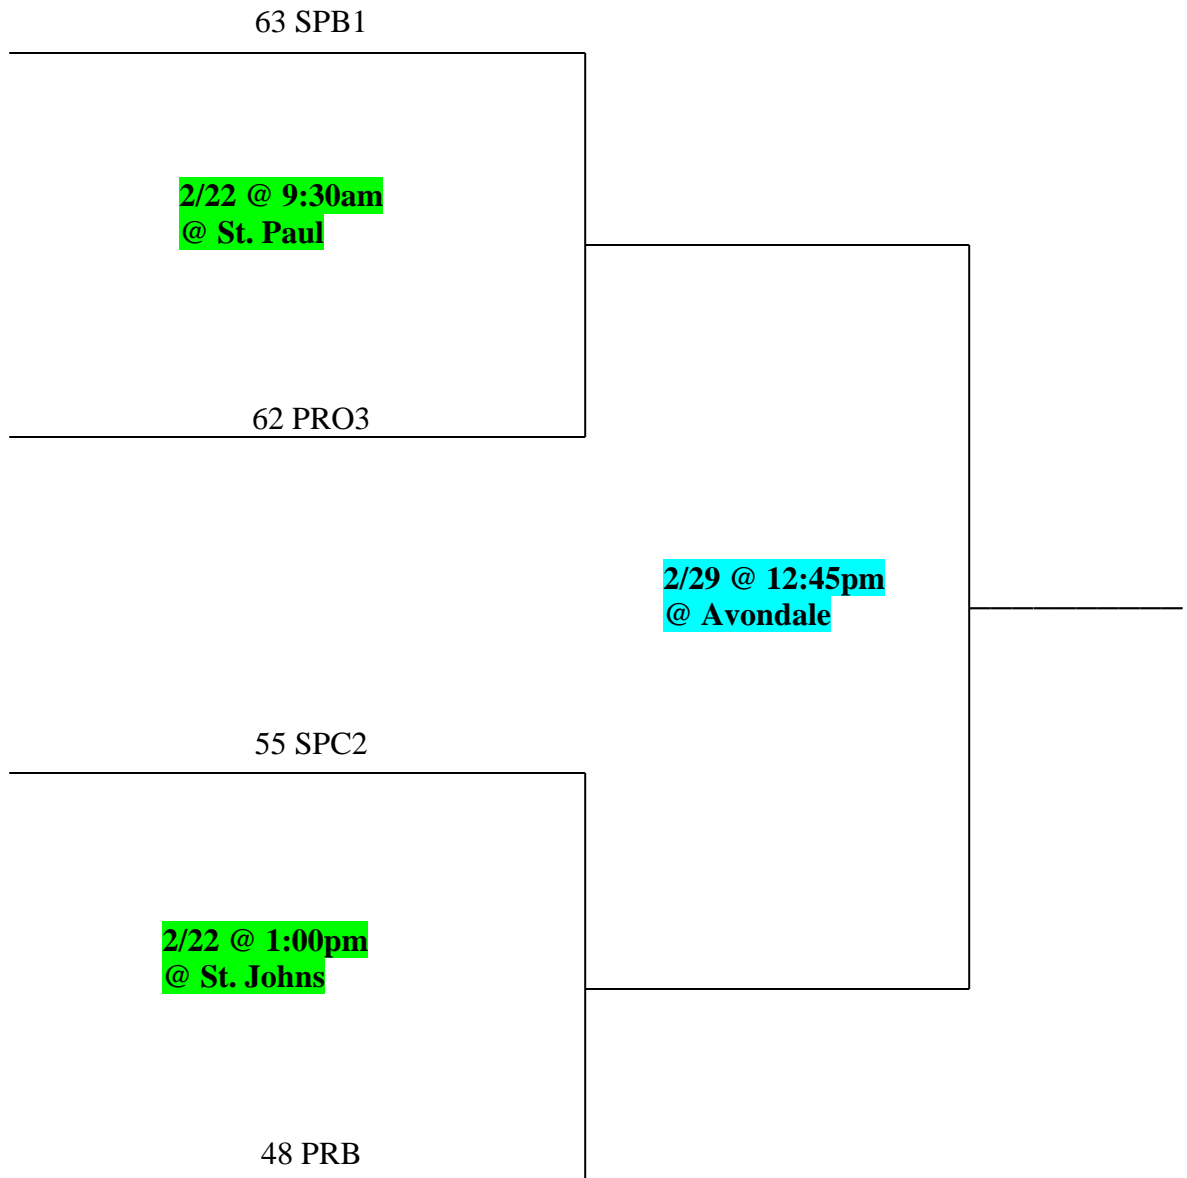 63 SPB1
2/22 @ 9:30am
@ St. Paul
62 PRO3
2/29 @ 12:45pm
@ Avondale
55 SPC2
2/22 @ 1:00pm
@ St. Johns
48 PRB